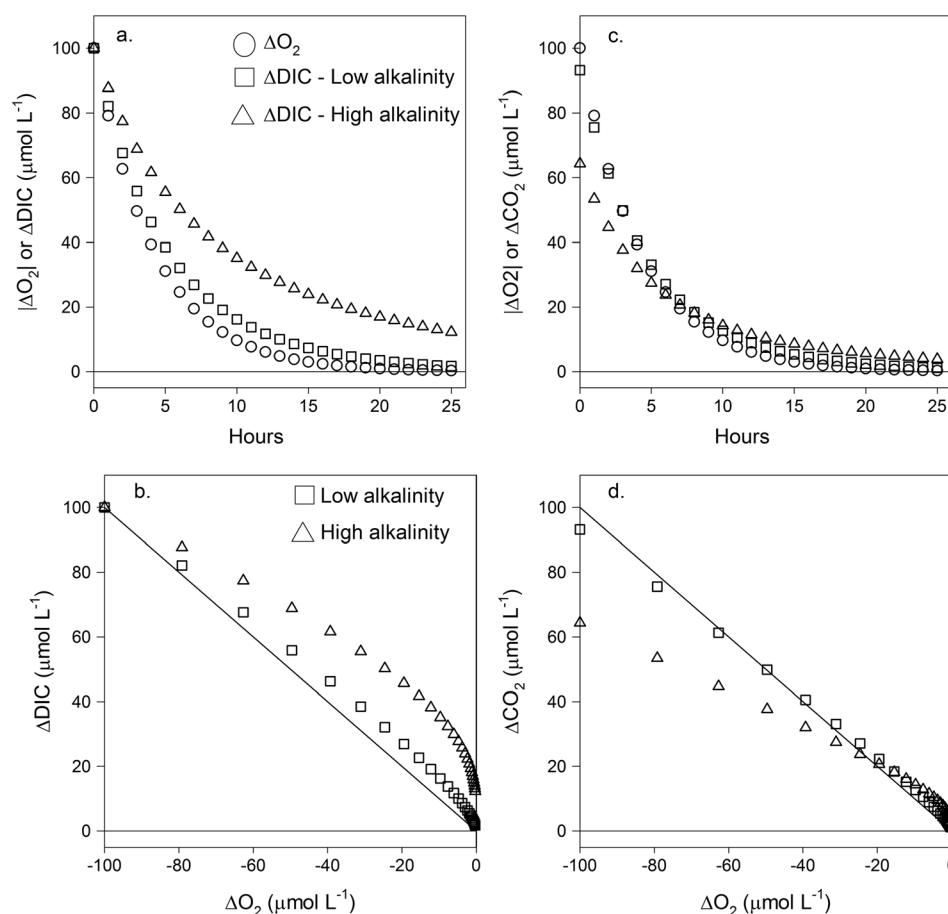 a.
ΔO₂
ΔDIC - Low alkalinity
ΔDIC - High alkalinity
|ΔO₂| or ΔDIC (μmol L⁻¹)
100
80
60
40
20
0
0 5 10 15 20 25
Hours
c.
|ΔO2| or ΔCO₂ (μmol L⁻¹)
100
80
60
40
20
0
0 5 10 15 20 25
Hours
b.
Low alkalinity
High alkalinity
ΔDIC (μmol L⁻¹)
100
80
60
40
20
0
-100 -80 -60 -40 -20 0
ΔO₂ (μmol L⁻¹)
d.
ΔCO₂ (μmol L⁻¹)
100
80
60
40
20
0
-100 -80 -60 -40 -20
ΔO₂ (μmol L⁻¹)